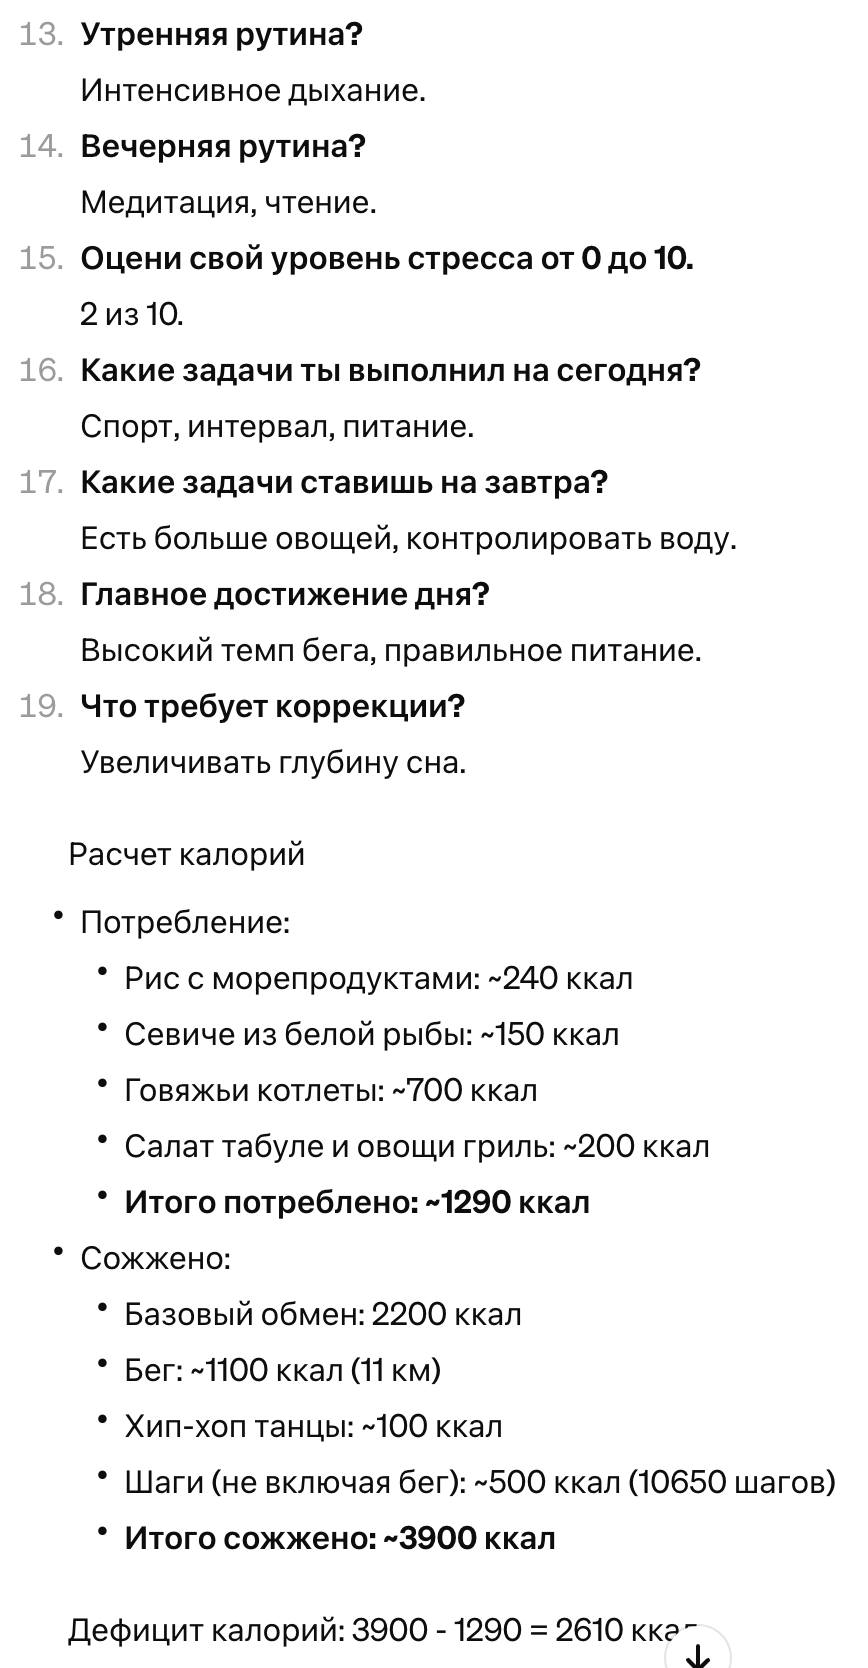 13. Утренняя рутина?
Интенсивное дыхание.
14. Вечерняя рутина?
Медитация, чтение.
15. Оцени свой уровень стресса от 0 до 10.
2 из 10.
16. Какие задачи ты выполнил на сегодня?
Спорт, интервал, питание.
17. Какие задачи ставишь на завтра?
Есть больше овощей, контролировать воду.
18. Главное достижение дня?
Высокий темп бега, правильное питание.
19. Что требует коррекции?
Увеличивать глубину сна.
Расчет калорий
• Потребление:
• Рис с морепродуктами: ~240 ккал
• Севиче из белой рыбы: ~150 ккал
• Говяжьи котлеты: ~700 ккал
• Салат табуле и овощи гриль: ~200 ккал
• Итого потреблено: ~1290 ккал
• Сожжено:
• Базовый обмен: 2200 ккал
• Бег: ~1100 ккал (11 км)
• Хип-хоп танцы: ~100 ккал
• Шаги (не включая бег): ~500 ккал (10650 шагов)
• Итого сожжено: ~3900 ккал
Дефицит калорий: 3900 - 1290 = 2610 ккал